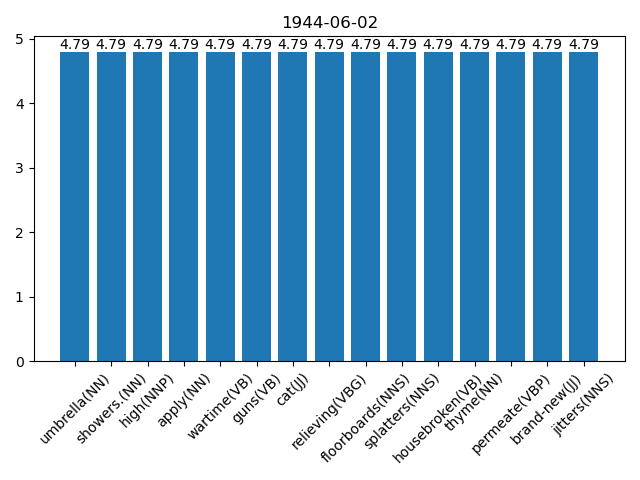 1944-06-02
4.79 4.79 4.79 4.79 4.79 4.79 4.79 4.79 4.79 4.79 4.79 4.79 4.79 4.79 4.79
5
4
3
2
1
0
umbrella(NN)
showers.(NN)
high(NNP)
apply(NN)
wartime(VB)
guns(VB)
cat(JJ)
relieving(VBG)
floorboards(NNS)
splatters(NNS)
housebroken(VB)
thyme(NN)
permeate(VBP)
brand-new(JJ)
jitters(NNS)